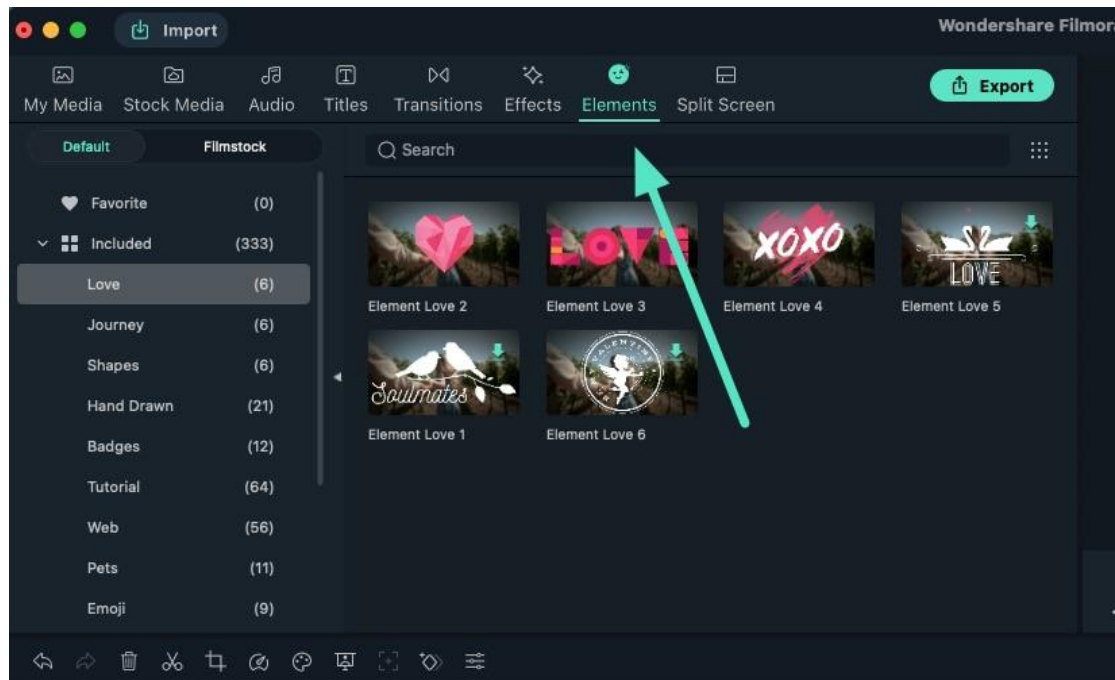 Import
Wondershare Filmora
My Media Stock Media Audio Titles Transitions Effects Elements Split Screen
Export
Default Filmstock
Search
Favorite (0)
Included (333)
Love (6)
Journey (6)
Shapes (6)
Hand Drawn (21)
Badges (12)
Tutorial (64)
Web (56)
Pets (11)
Emoji (9)
LOVE
XOXO
LOVE
Element Love 2 Element Love 3 Element Love 4 Element Love 5
Soulmates
Element Love 1 Element Love 6